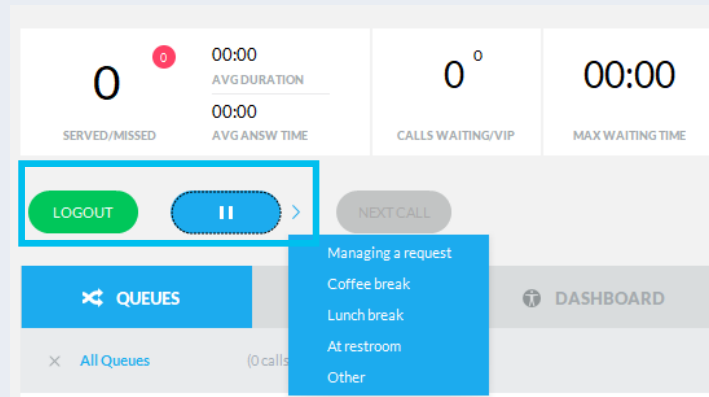 0
0
00:00
AVG DURATION
00:00
AVG ANSW TIME
SERVED/MISSED
0
0
CALLS WAITING/VIP
00:00
MAX WAITING TIME
LOGOUT
NEXT CALL
Managing a request
Coffee break
Lunch break
At restroom
Other
QUEUES
DASHBOARD
All Queues
(0 calls